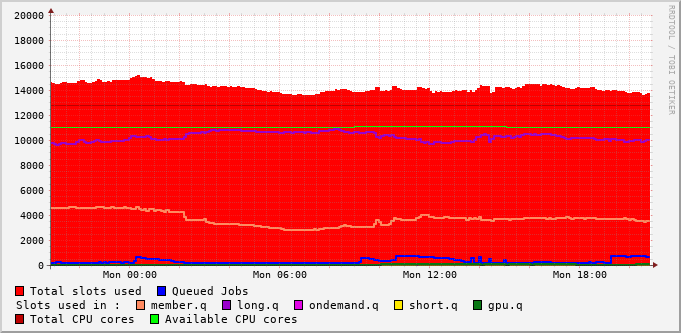 20000
18000
16000
14000
12000
10000
8000
6000
4000
2000
0
Mon 00:00 Mon 06:00 Mon 12:00 Mon 18:00
Total slots used Queued Jobs
Slots used in : member.q long.q ondemand.q short.q gpu.q
Total CPU cores Available CPU cores
RRDTOOL / TOBI OETIKER